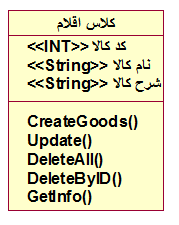 کلاس اقلام
<<INT>> کد کالا
<<String>> نام کالا
<<String>> شرح کالا
CreateGoods()
Update()
DeleteAll()
DeleteByID()
GetInfo()